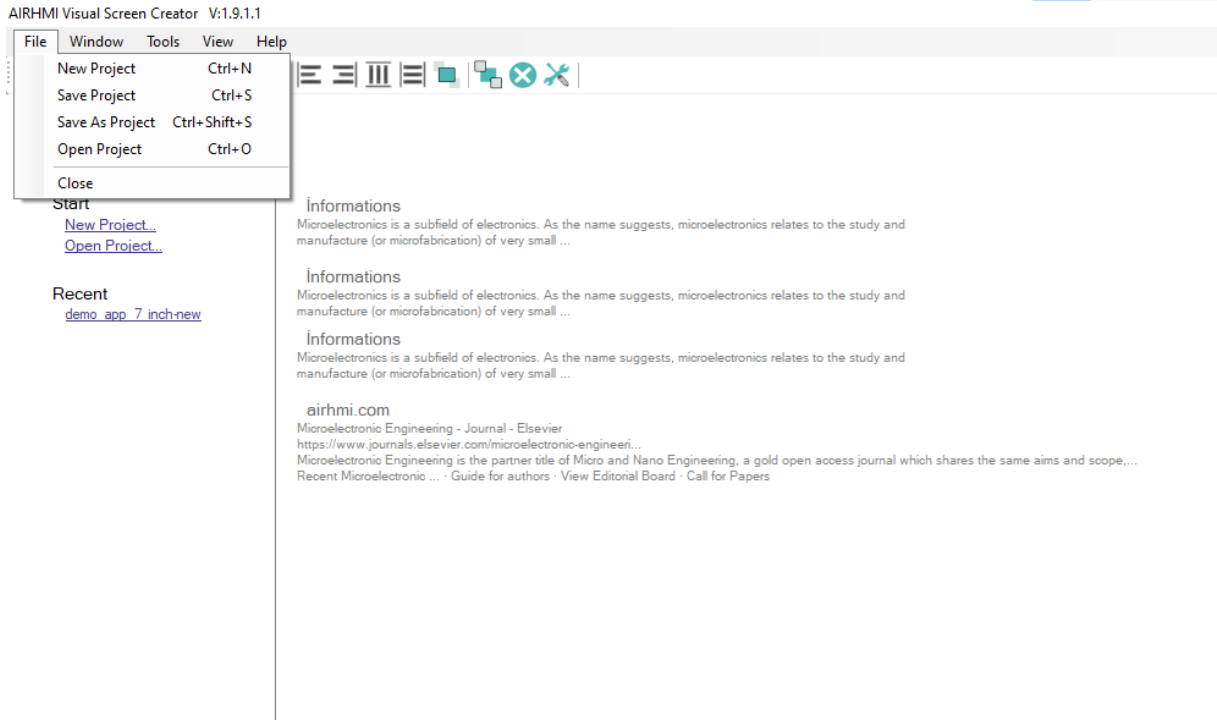 AIRHMI Visual Screen Creator V:1.9.1.1
File Window Tools View Help
New Project Ctrl+N
Save Project Ctrl+S
Save As Project Ctrl+Shift+S
Open Project Ctrl+O
Close
Start
New Project...
Open Project...
Recent
demo_app_7 inch-new
İnformations
Microelectronics is a subfield of electronics. As the name suggests, microelectronics relates to the study and
manufacture (or microfabrication) of very small ...
İnformations
Microelectronics is a subfield of electronics. As the name suggests, microelectronics relates to the study and
manufacture (or microfabrication) of very small ...
İnformations
Microelectronics is a subfield of electronics. As the name suggests, microelectronics relates to the study and
manufacture (or microfabrication) of very small ...
airhmi.com
Microelectronic Engineering - Journal - Elsevier
https://www.journals.elsevier.com/microelectronic-engineeri...
Microelectronic Engineering is the partner title of Micro and Nano Engineering, a gold open access journal which shares the same aims and scope,...
Recent Microelectronic ... · Guide for authors · View Editorial Board · Call for Papers